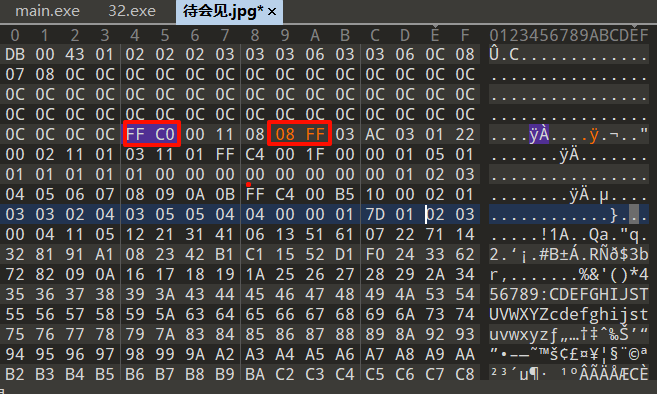 main.exe 32.exe 待会见.jpg* ×
0 1 2 3 4 5 6 7 8 9 A B C D E F 0123456789ABCDEF
DB 00 43 01 02 02 02 03 03 03 06 03 03 06 0C 08 Û.C.............
07 08 0C 0C 0C 0C 0C 0C 0C 0C 0C 0C 0C 0C 0C 0C ................
0C 0C 0C 0C 0C 0C 0C 0C 0C 0C 0C 0C 0C 0C 0C 0C ................
0C 0C 0C 0C 0C 0C 0C 0C 0C 0C 0C 0C 0C 0C 0C 0C ................
0C 0C 0C 0C FF C0 00 11 08 08 FF 03 AC 03 01 22 ....ÿÀ....ÿ.¬.."
00 02 11 01 03 11 01 FF C4 00 1F 00 00 01 05 01 .......ÿÄ.......
01 01 01 01 01 00 00 00 00 00 00 00 00 01 02 03 ................
04 05 06 07 08 09 0A 0B FF C4 00 B5 10 00 02 01 ........ÿÄ.µ....
03 03 02 04 03 05 05 04 04 00 00 01 7D 01 02 03 ............}...
00 04 11 05 12 21 31 41 06 13 51 61 07 22 71 14 .....!1A..Qa."q.
32 81 91 A1 08 23 42 B1 C1 15 52 D1 F0 24 33 62 2.‘¡.#B±Á.RÑð$3b
72 82 09 0A 16 17 18 19 1A 25 26 27 28 29 2A 34 r‚.......%&'()*4
35 36 37 38 39 3A 43 44 45 46 47 48 49 4A 53 54 56789:CDEFGHIJST
55 56 57 58 59 5A 63 64 65 66 67 68 69 6A 73 74 UVWXYZcdefghijst
75 76 77 78 79 7A 83 84 85 86 87 88 89 8A 92 93 uvwxyzƒ„…†‡ˆ‰Š’“
94 95 96 97 98 99 9A A2 A3 A4 A5 A6 A7 A8 A9 AA ”•–—˜™š¢£¤¥¦§¨©ª
B2 B3 B4 B5 B6 B7 B8 B9 BA C2 C3 C4 C5 C6 C7 C8 ²³´µ¶·¸¹ºÂÃÄÅÆÇÈ